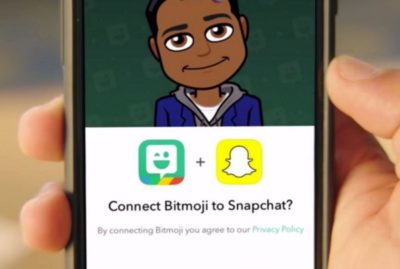 +
Connect Bitmoji to Snapchat?
By connecting Bitmoji you agree to our Privacy Policy